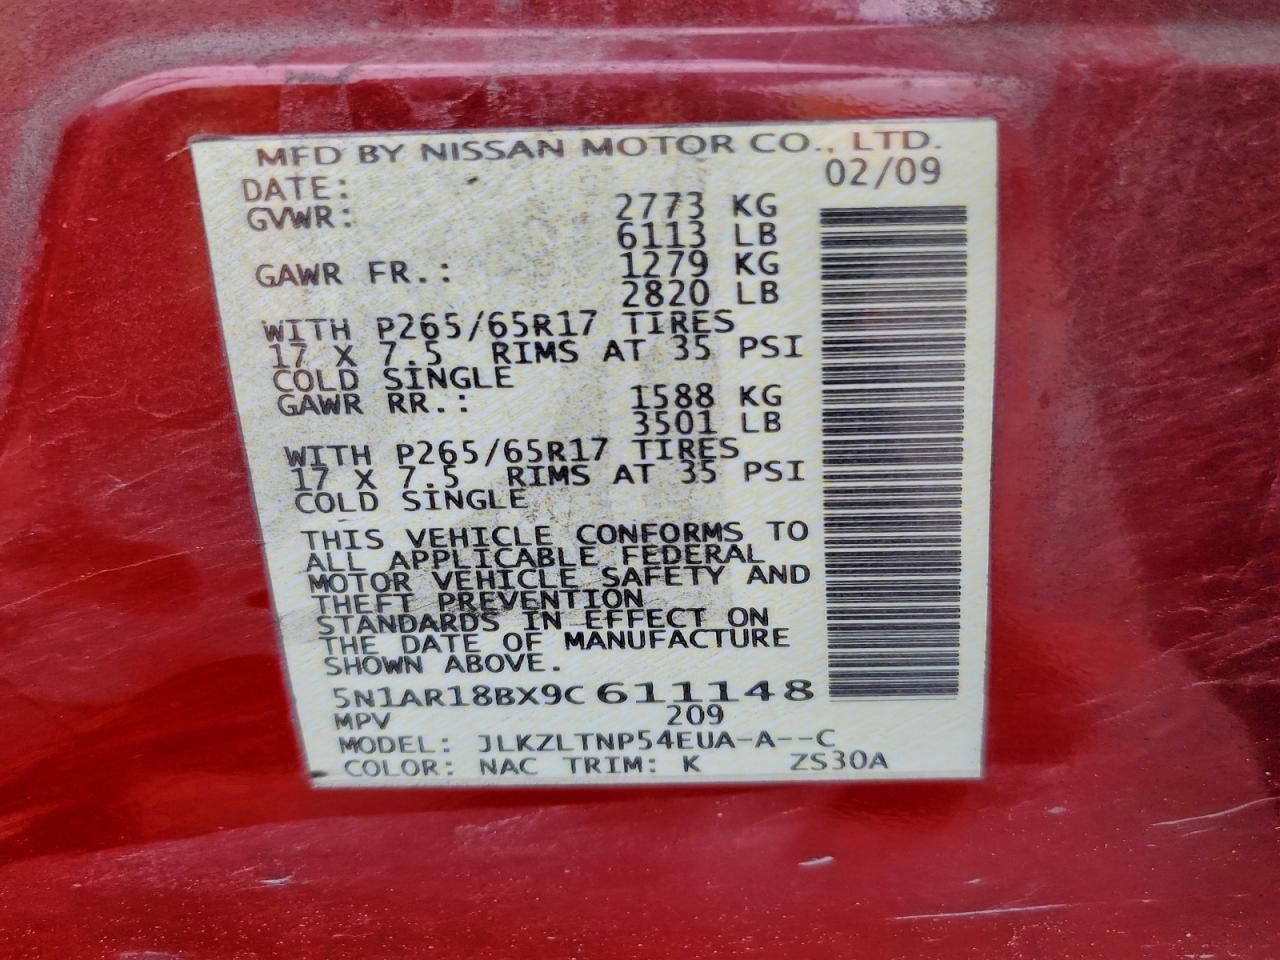 MFD BY NISSAN MOTOR CO., LTD.
DATE: 02/09
GVWR: 2773 KG
6113 LB
GAWR FR.: 1279 KG
2820 LB
WITH P265/65R17 TIRES
17 X 7.5 RIMS AT 35 PSI
COLD SINGLE
GAWR RR.: 1588 KG
3501 LB
WITH P265/65R17 TIRES
17 X 7.5 RIMS AT 35 PSI
COLD SINGLE
THIS VEHICLE CONFORMS TO
ALL APPLICABLE FEDERAL
MOTOR VEHICLE SAFETY AND
THEFT PREVENTION
STANDARDS IN EFFECT ON
THE DATE OF MANUFACTURE
SHOWN ABOVE.
5N1AR18BX9C611148
MPV 209
MODEL: JLKZLTNP54EUA-A--C
COLOR: NAC TRIM: K ZS30A